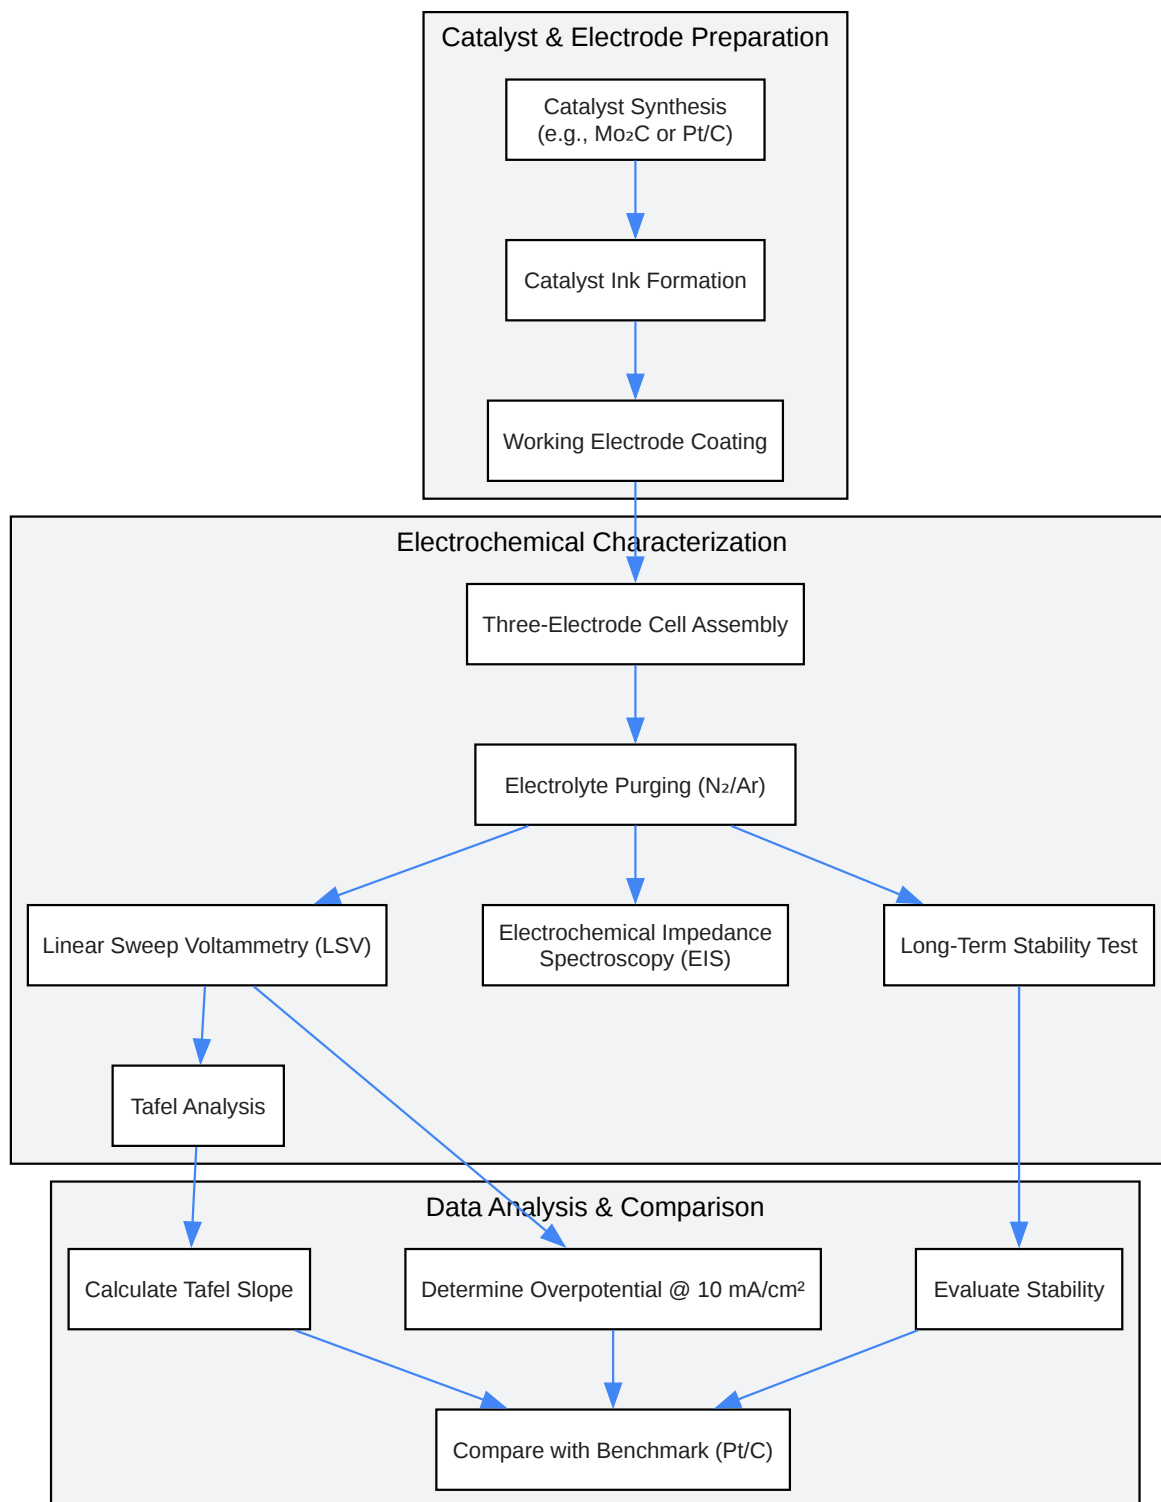 Catalyst & Electrode Preparation
Catalyst Synthesis
(e.g., Mo₂C or Pt/C)
Catalyst Ink Formation
Working Electrode Coating
Electrochemical Characterization
Three-Electrode Cell Assembly
Electrolyte Purging (N₂/Ar)
Linear Sweep Voltammetry (LSV)
Electrochemical Impedance
Spectroscopy (EIS)
Long-Term Stability Test
Tafel Analysis
Data Analysis & Comparison
Calculate Tafel Slope
Determine Overpotential @ 10 mA/cm²
Evaluate Stability
Compare with Benchmark (Pt/C)